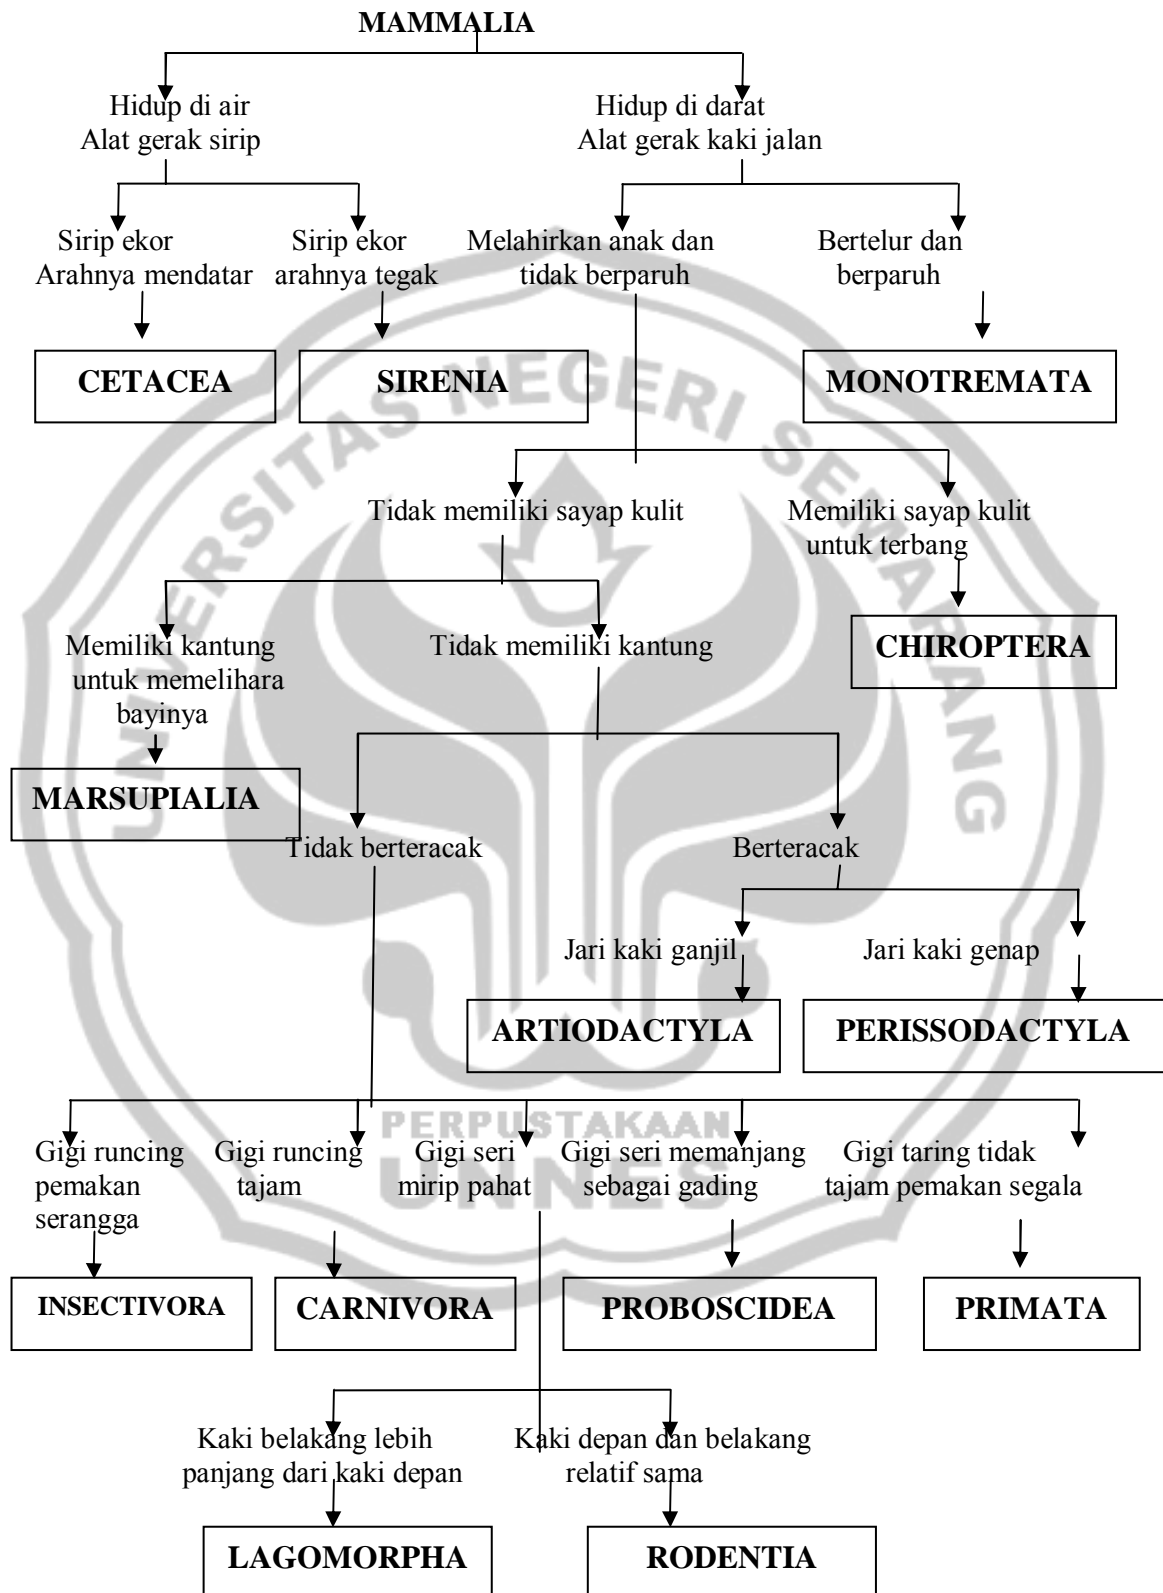 MAMMALIA
Hidup di air
Alat gerak sirip
Hidup di darat
Alat gerak kaki jalan
Sirip ekor
Arahnya mendatar
Sirip ekor
arahnya tegak
Melahirkan anak dan
tidak berparuh
Bertelur dan
berparuh
CETACEA
SIRENIA
MONOTREMATA
UNIVERSITAS NEGERI SEMARANG
Tidak memiliki sayap kulit
Memiliki sayap kulit
untuk terbang
Memiliki kantung
untuk memelihara
bayinya
Tidak memiliki kantung
CHIROPTERA
MARSUPIALIA
Tidak berteracak
Berteracak
Jari kaki ganjil
Jari kaki genap
ARTIODACTYLA
PERISSODACTYLA
PERPUSTAKAAN
UNNES
Gigi runcing
pemakan
serangga
Gigi runcing
tajam
Gigi seri
mirip pahat
Gigi seri memanjang
sebagai gading
Gigi taring tidak
tajam pemakan segala
INSECTIVORA
CARNIVORA
PROBOSCIDEA
PRIMATA
Kaki belakang lebih
panjang dari kaki depan
Kaki depan dan belakang
relatif sama
LAGOMORPHA
RODENTIA